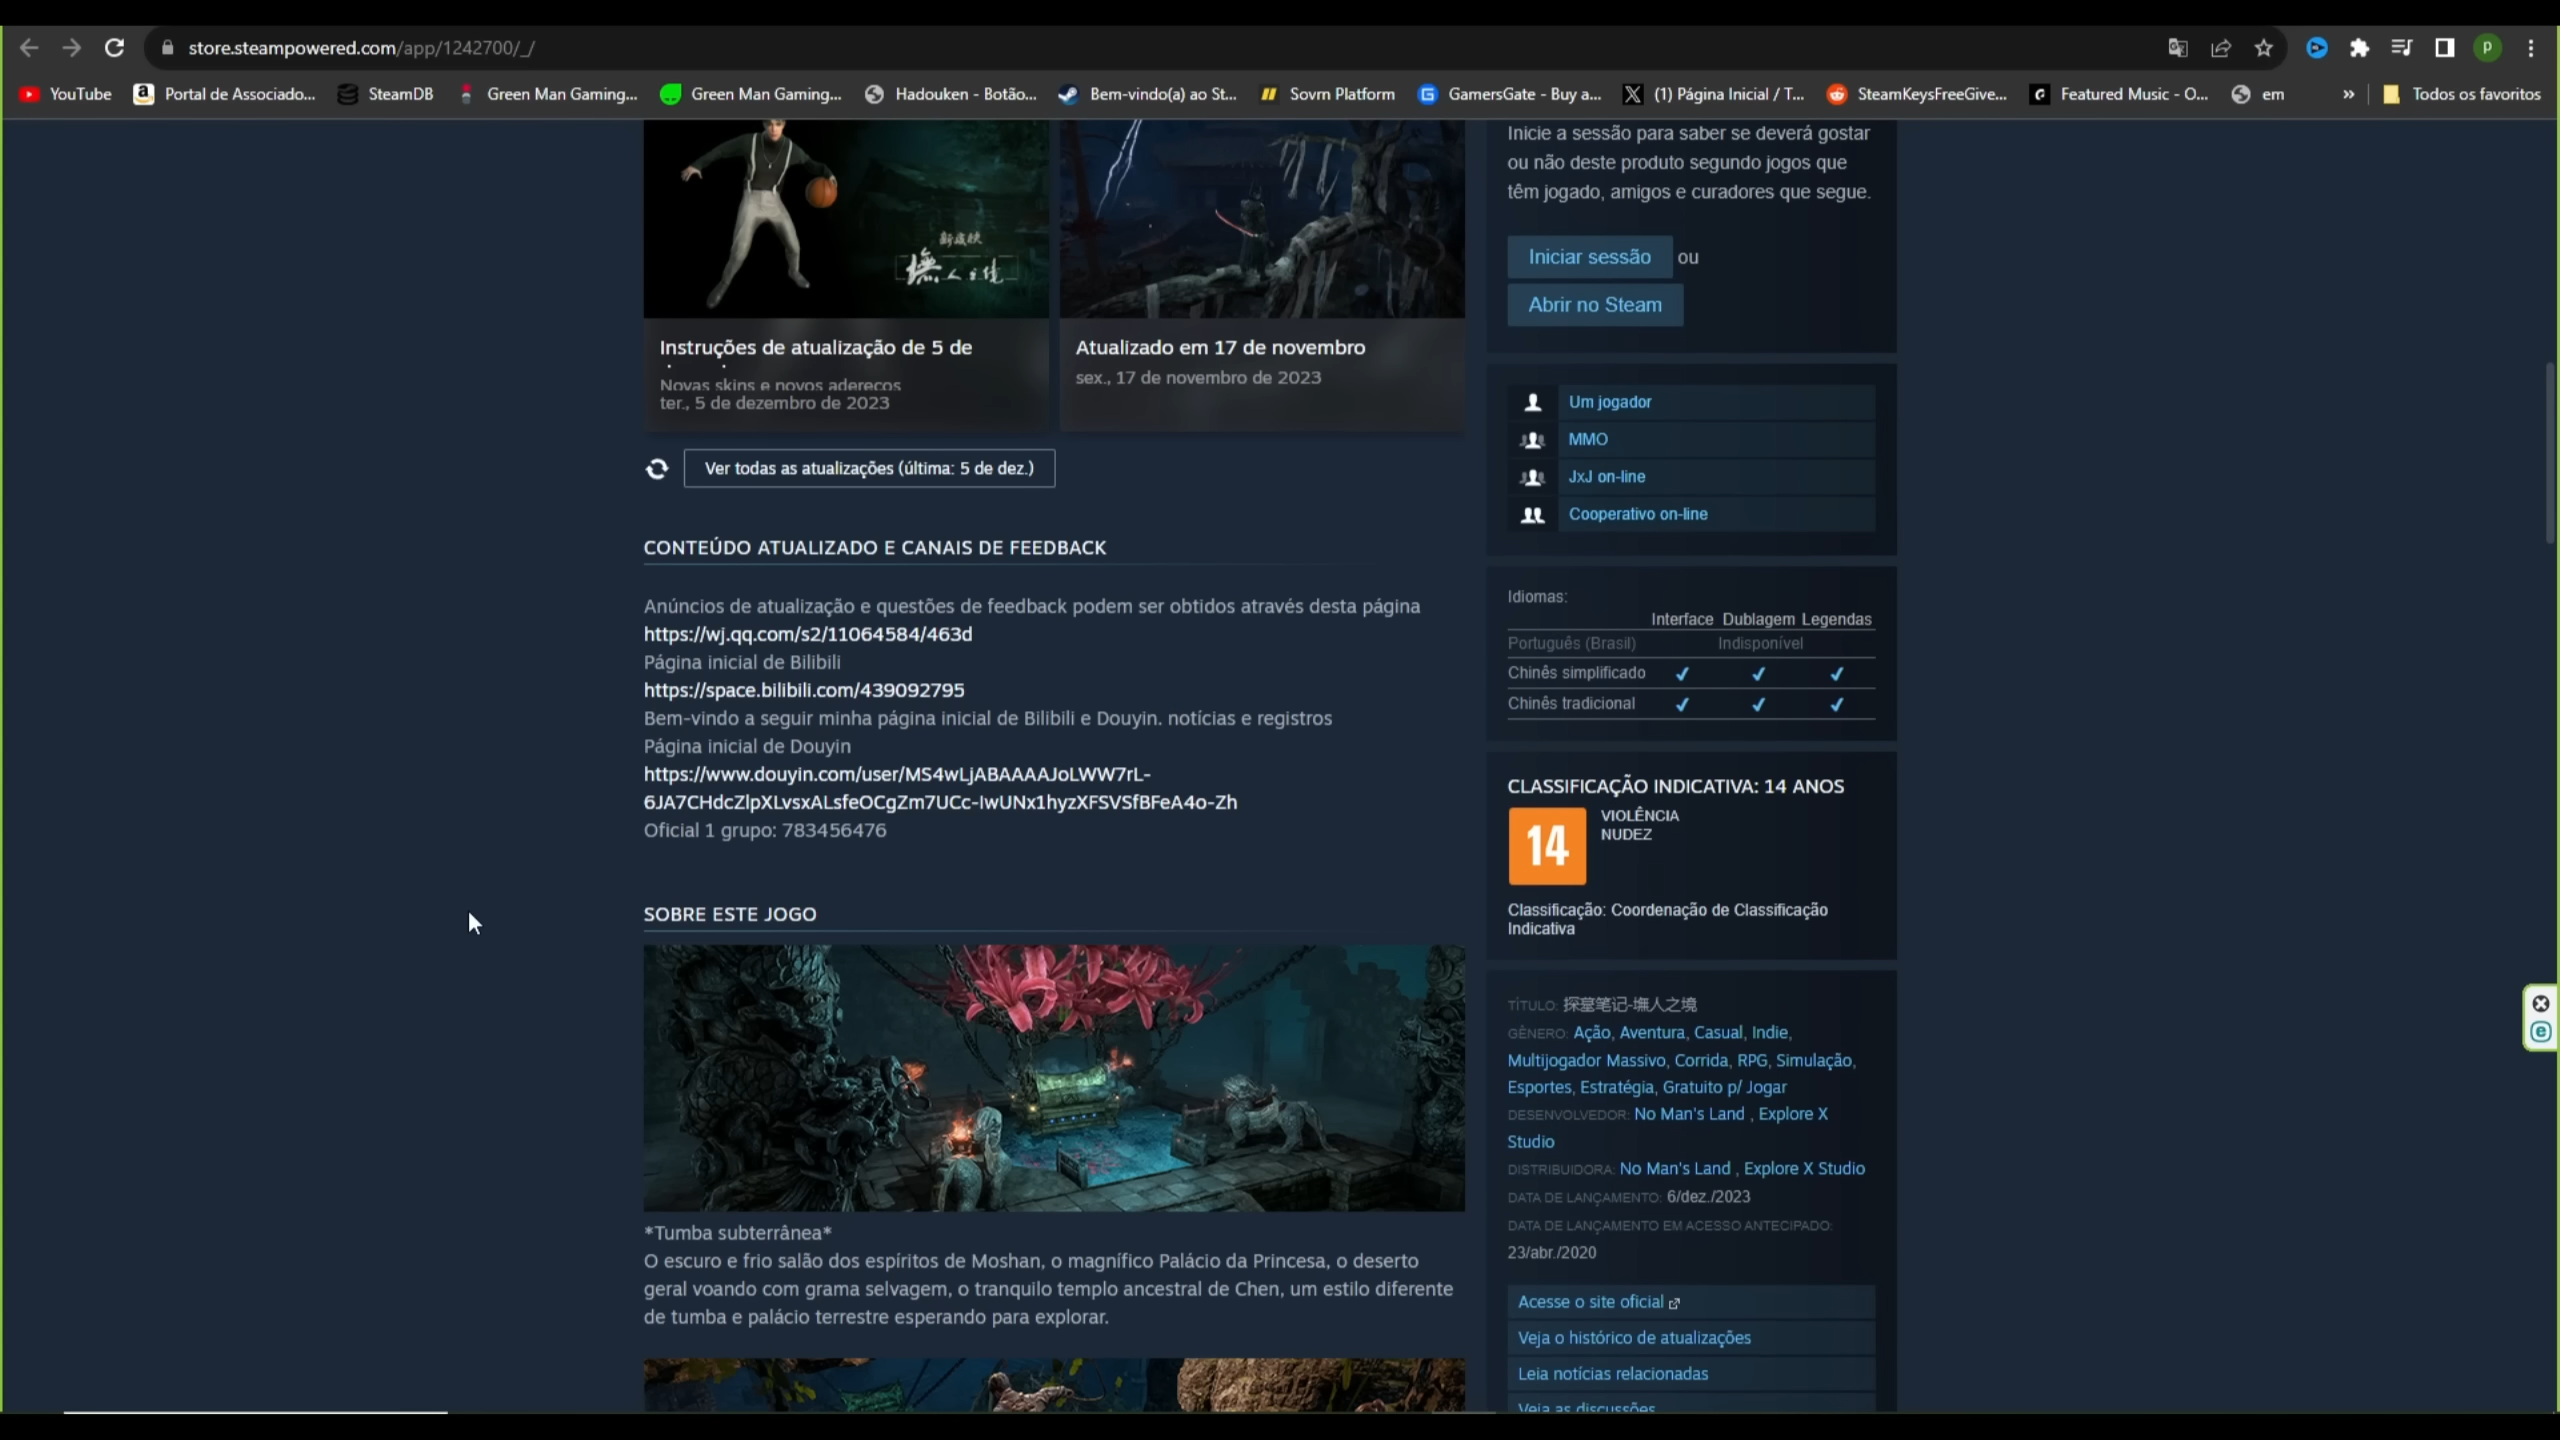 store.steampowered.com/app/1242700/_/
YouTube
Portal de Associado...
SteamDB
Green Man Gaming...
Green Man Gaming...
Hadouken - Botão...
Bem-vindo(a) ao St...
Sovrn Platform
GamersGate - Buy a...
(1) Página Inicial / T...
SteamKeysFreeGive...
Featured Music - O...
em
»
Todos os favoritos
Instruções de atualização de 5 de
Novas skins e novos adereços
ter., 5 de dezembro de 2023
Atualizado em 17 de novembro
sex., 17 de novembro de 2023
Ver todas as atualizações (última: 5 de dez.)
CONTEÚDO ATUALIZADO E CANAIS DE FEEDBACK
Anúncios de atualização e questões de feedback podem ser obtidos através desta página
https://wj.qq.com/s2/11064584/463d
Página inicial de Bilibili
https://space.bilibili.com/439092795
Bem-vindo a seguir minha página inicial de Bilibili e Douyin. notícias e registros
Página inicial de Douyin
https://www.douyin.com/user/MS4wLjABAAAAJoLWW7rL-
6JA7CHdcZlpXLvsxALsfeOCgZm7UCc-IwUNx1hyzXFSVSfBFeA4o-Zh
Oficial 1 grupo: 783456476
SOBRE ESTE JOGO
*Tumba subterrânea*
O escuro e frio salão dos espíritos de Moshan, o magnífico Palácio da Princesa, o deserto
geral voando com grama selvagem, o tranquilo templo ancestral de Chen, um estilo diferente
de tumba e palácio terrestre esperando para explorar.
Inicie a sessão para saber se deverá gostar
ou não deste produto segundo jogos que
têm jogado, amigos e curadores que segue.
Iniciar sessão ou
Abrir no Steam
Um jogador
MMO
JxJ on-line
Cooperativo on-line
Idiomas:
Interface Dublagem Legendas
Português (Brasil) Indisponível
Chinês simplificado ✔ ✔ ✔
Chinês tradicional ✔ ✔ ✔
CLASSIFICAÇÃO INDICATIVA: 14 ANOS
14
VIOLÊNCIA
NUDEZ
Classificação: Coordenação de Classificação
Indicativa
TÍTULO: 探墓笔记-墲人之境
GÊNERO: Ação, Aventura, Casual, Indie,
Multijogador Massivo, Corrida, RPG, Simulação,
Esportes, Estratégia, Gratuito p/ Jogar
DESENVOLVEDOR: No Man's Land , Explore X
Studio
DISTRIBUIDORA: No Man's Land , Explore X Studio
DATA DE LANÇAMENTO: 6/dez./2023
DATA DE LANÇAMENTO EM ACESSO ANTECIPADO:
23/abr./2020
Acesse o site oficial
Veja o histórico de atualizações
Leia notícias relacionadas
Veja as discussões